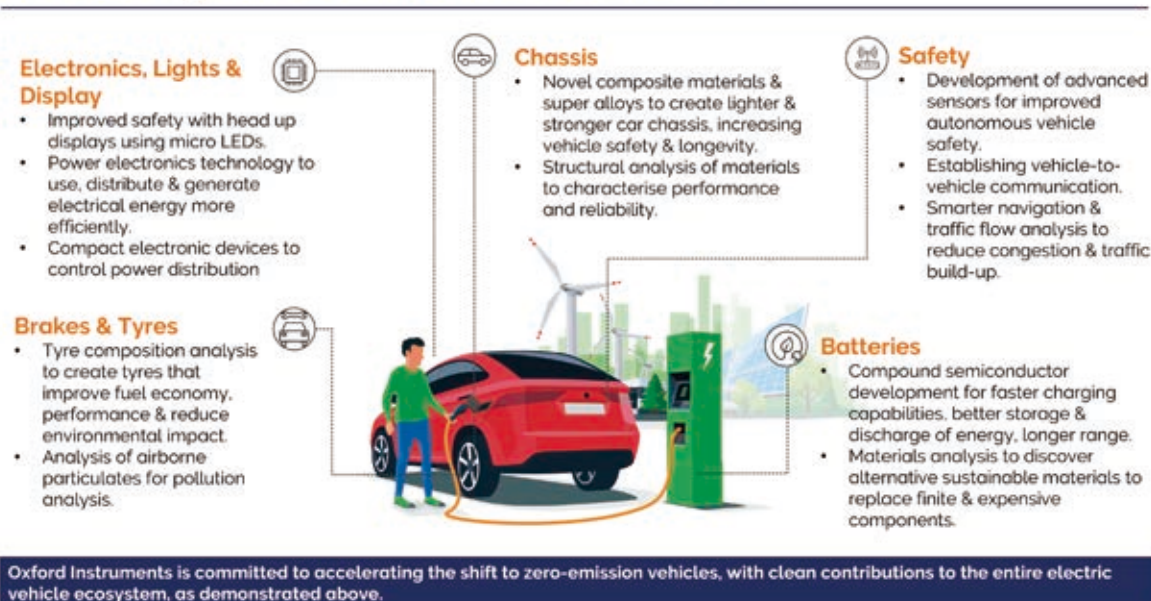 Electronics, Lights &
Display
• Improved safety with head up
displays using micro LEDs.
• Power electronics technology to
use, distribute & generate
electrical energy more
efficiently.
• Compact electronic devices to
control power distribution
Chassis
• Novel composite materials &
super alloys to create lighter &
stronger car chassis, increasing
vehicle safety & longevity.
• Structural analysis of materials
to characterise performance
and reliability.
Safety
• Development of advanced
sensors for improved
autonomous vehicle
safety.
• Establishing vehicle-to-
vehicle communication.
• Smarter navigation &
traffic flow analysis to
reduce congestion & traffic
build-up.
Brakes & Tyres
• Tyre composition analysis
to create tyres that
improve fuel economy,
performance & reduce
environmental impact.
• Analysis of airborne
particulates for pollution
analysis.
Batteries
• Compound semiconductor
development for faster charging
capabilities, better storage &
discharge of energy, longer range.
• Materials analysis to discover
alternative sustainable materials to
replace finite & expensive
components.
Oxford Instruments is committed to accelerating the shift to zero-emission vehicles, with clean contributions to the entire electric
vehicle ecosystem, as demonstrated above.